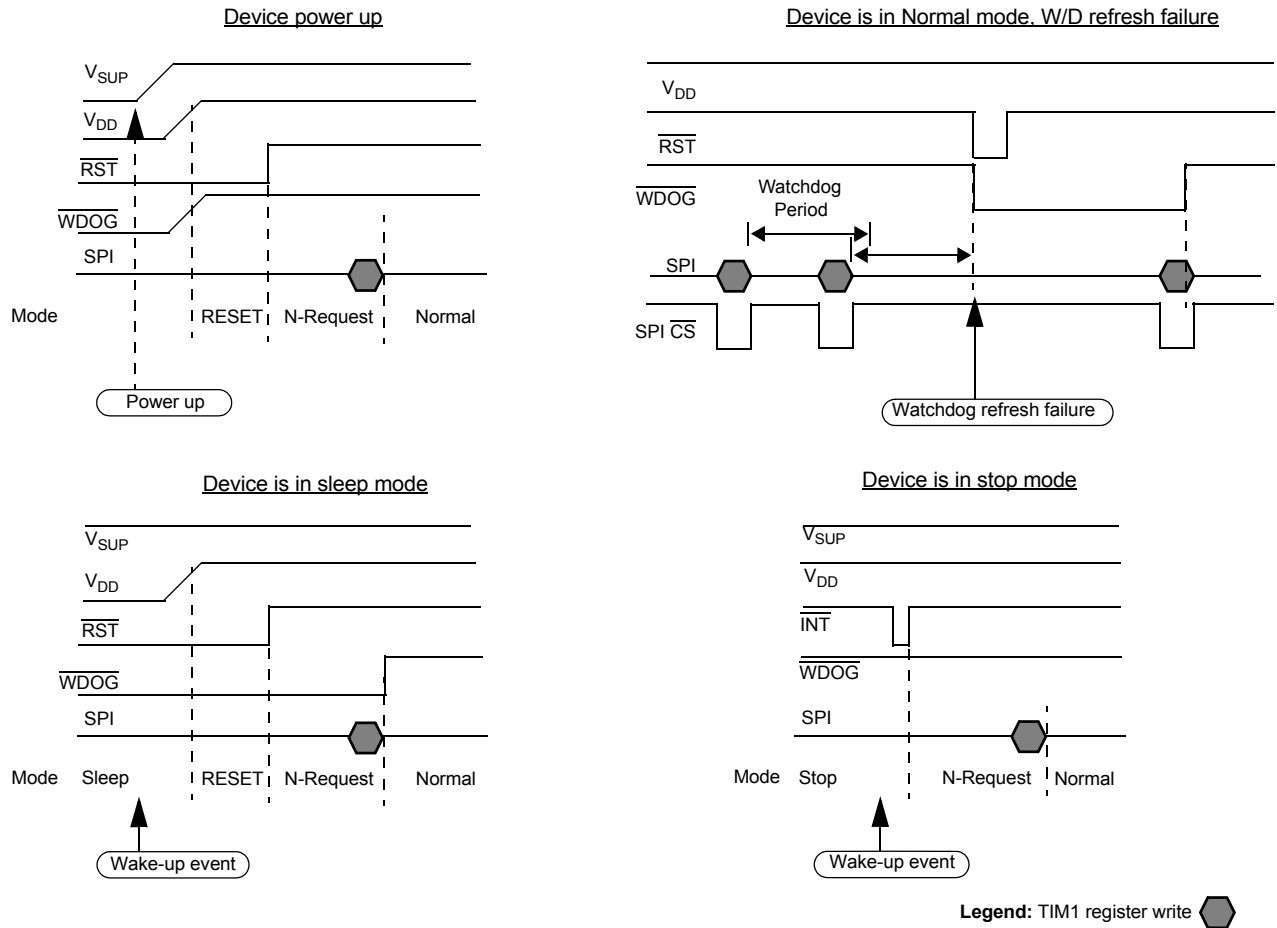 Device power up
VSUP
VDD
RST
WDOG
SPI
Mode RESET N-Request Normal
Power up
Device is in Normal mode, W/D refresh failure
VDD
RST
WDOG
Watchdog
Period
SPI
SPI CS
Watchdog refresh failure
Device is in sleep mode
VSUP
VDD
RST
WDOG
SPI
Mode Sleep RESET N-Request Normal
Wake-up event
Device is in stop mode
VSUP
VDD
INT
WDOG
SPI
Mode Stop N-Request Normal
Wake-up event
Legend: TIM1 register write